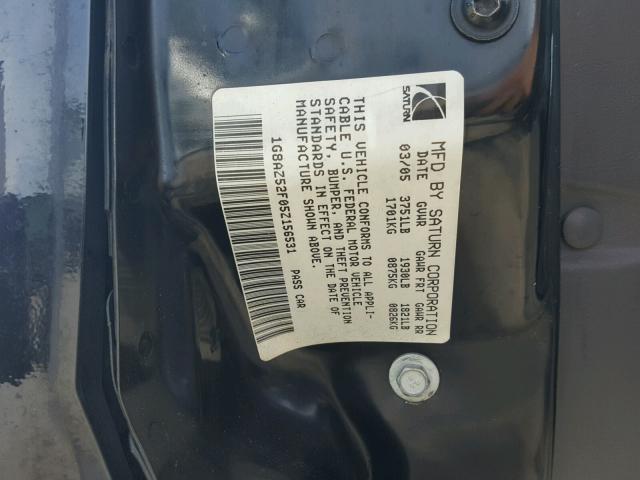 SATURN
MFD BY SATURN CORPORATION
DATE GVWR GAWR FRT GAWR RR
03/05 3751LB 1930LB 1821LB
1701KG 0875KG 0826KG
THIS VEHICLE CONFORMS TO ALL APPLI-
CABLE U.S. FEDERAL MOTOR VEHICLE
SAFETY, BUMPER, AND THEFT PREVENTION
STANDARDS IN EFFECT ON THE DATE OF
MANUFACTURE SHOWN ABOVE.
1G8AZ52F05Z156531 PASS CAR